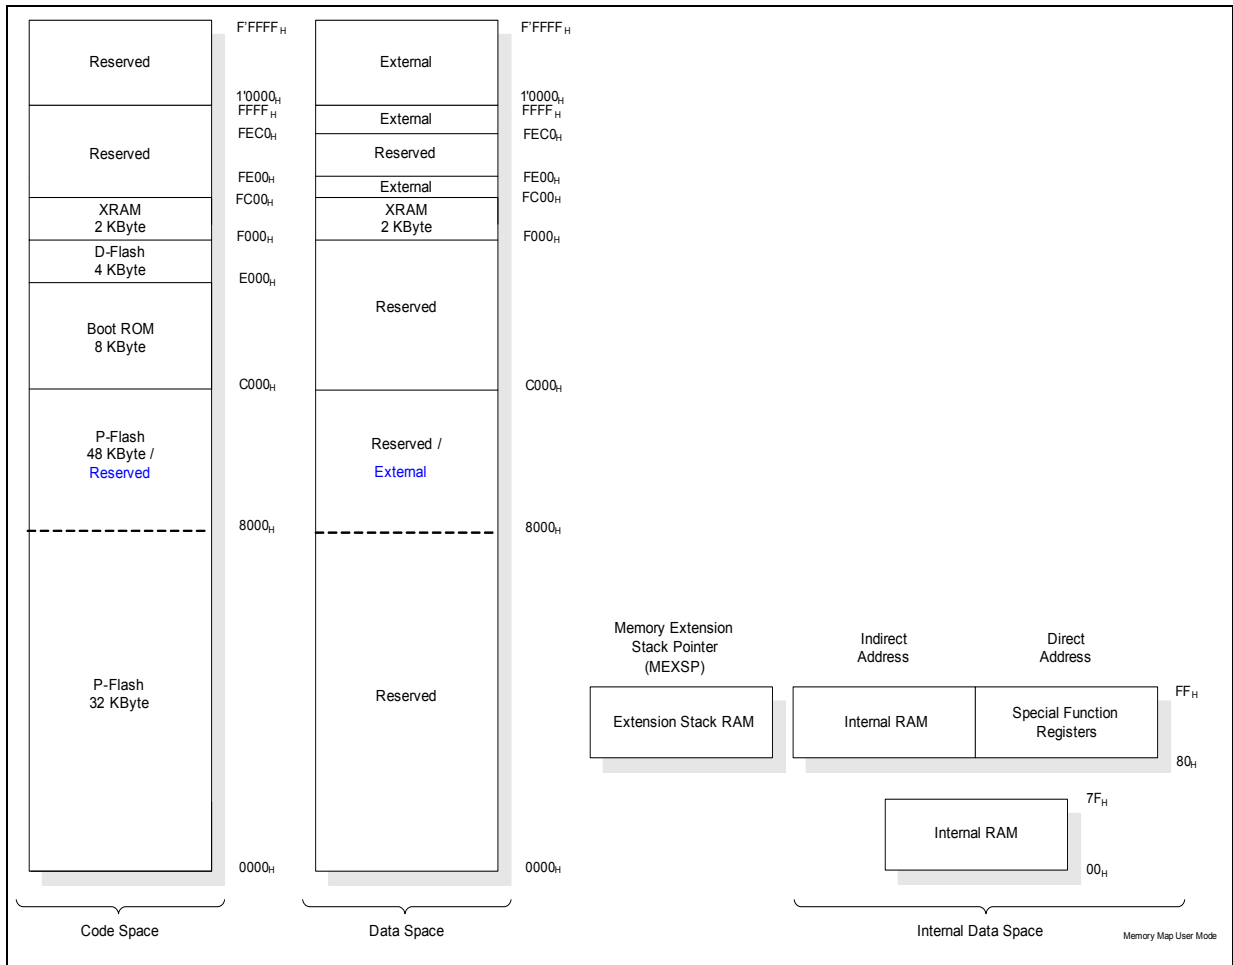 F'FFFFH
Reserved
1'0000H
FFFFH
FEC0H
Reserved
FE00H
FC00H
XRAM
2 KByte
F000H
D-Flash
4 KByte
E000H
Boot ROM
8 KByte
C000H
P-Flash
48 KByte /
Reserved
8000H
P-Flash
32 KByte
0000H
Code Space
F'FFFFH
External
1'0000H
FFFFH
External
FEC0H
Reserved
FE00H
External
FC00H
XRAM
2 KByte
F000H
Reserved
C000H
Reserved /
External
8000H
Reserved
0000H
Data Space
Memory Extension
Stack Pointer
(MEXSP)
Extension Stack RAM
Indirect
Address
Direct
Address
Internal RAM
Special Function
Registers
FFH
80H
7FH
Internal RAM
00H
Internal Data Space
Memory Map User Mode